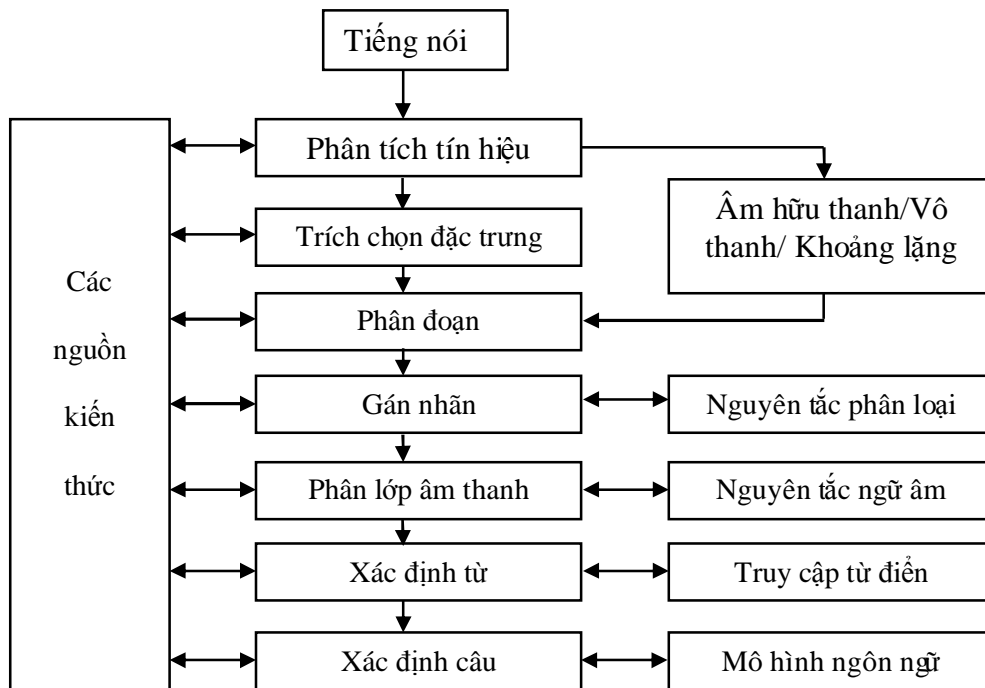 Tiếng nói
Phân tích tín hiệu
Âm hữu thanh/Vô
thanh/ Khoảng lặng
Trích chọn đặc trưng
Các
nguồn
kiến
thức
Phân đoạn
Gán nhãn
Nguyên tắc phân loại
Phân lớp âm thanh
Nguyên tắc ngữ âm
Xác định từ
Truy cập từ điển
Xác định câu
Mô hình ngôn ngữ